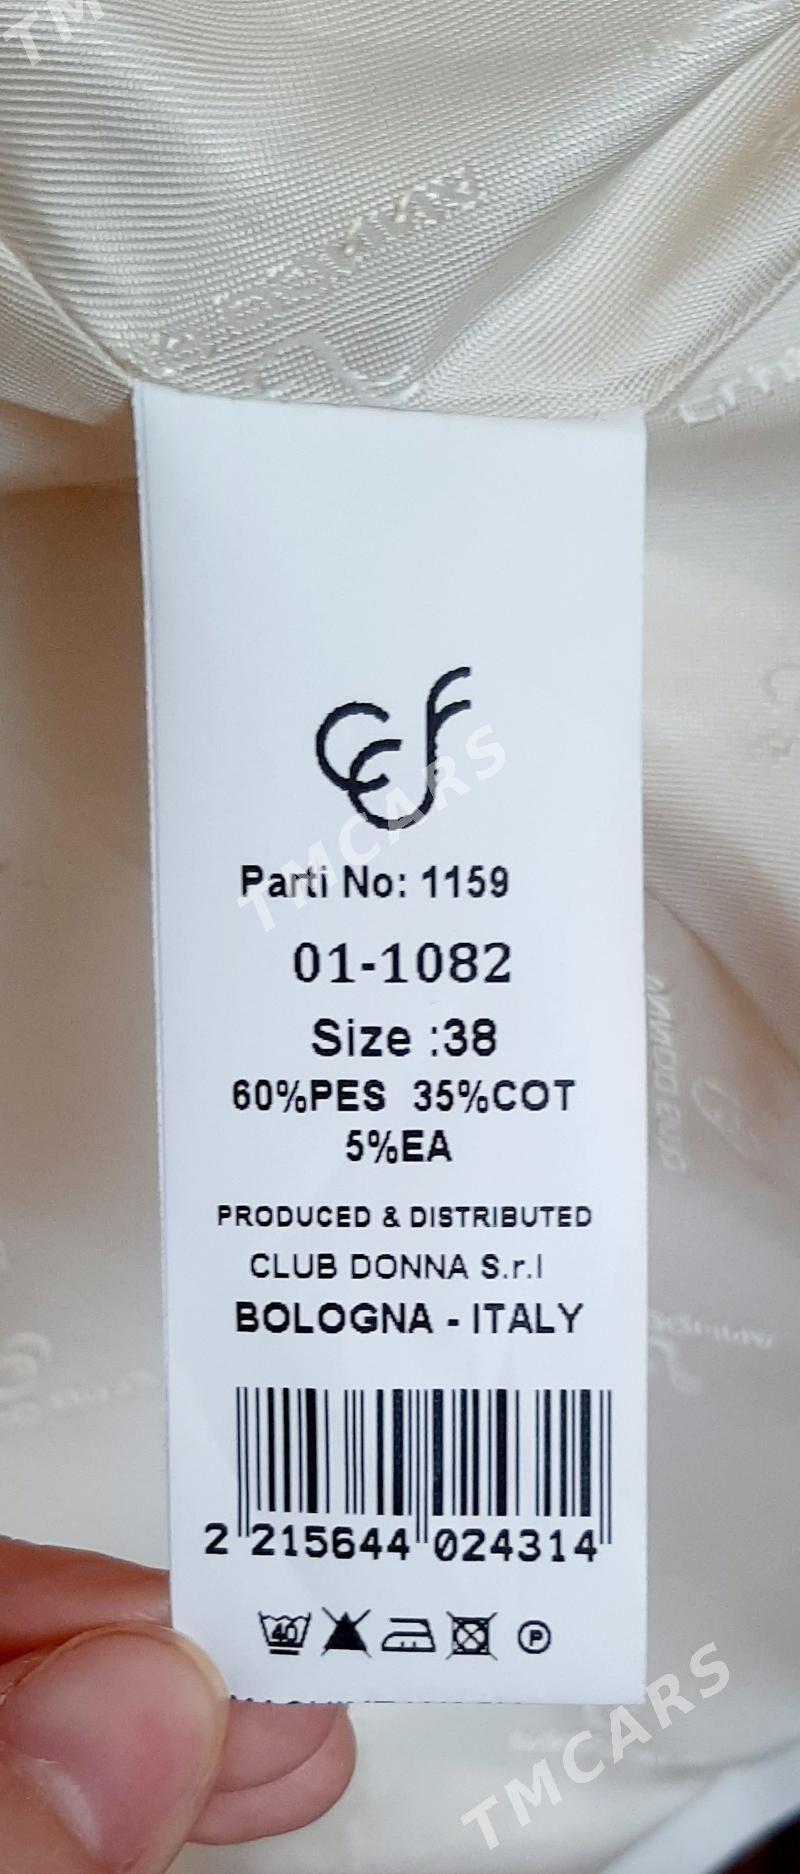 TMCARS
Parti No: 1159
01-1082
Size :38
60%PES 35%COT
5%EA
PRODUCED & DISTRIBUTED
CLUB DONNA S.r.l
BOLOGNA - ITALY
2 215644 024314
40
P
TMCARS